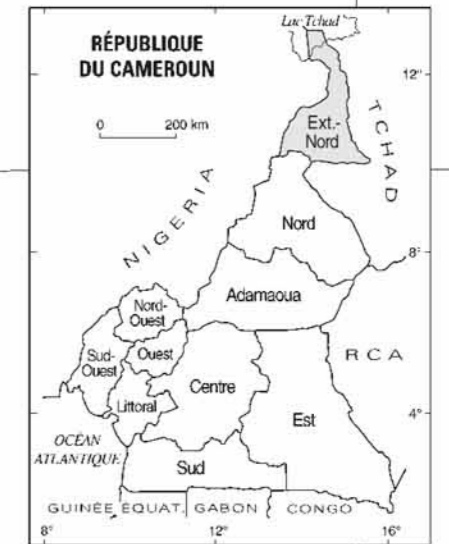 Lac Tchad
RÉPUBLIQUE
DU CAMEROUN
12°
0 200 km
Ext.-
Nord
TCHAD
NIGERIA
Nord
8°
Adamaoua
Nord-
Ouest
Sud-
Ouest
Ouest
RCA
Centre
Littoral
Est
4°
OCÉAN
ATLANTIQUE
Sud
GUINÉE ÉQUAT. GABON CONGO
8° 12° 16°